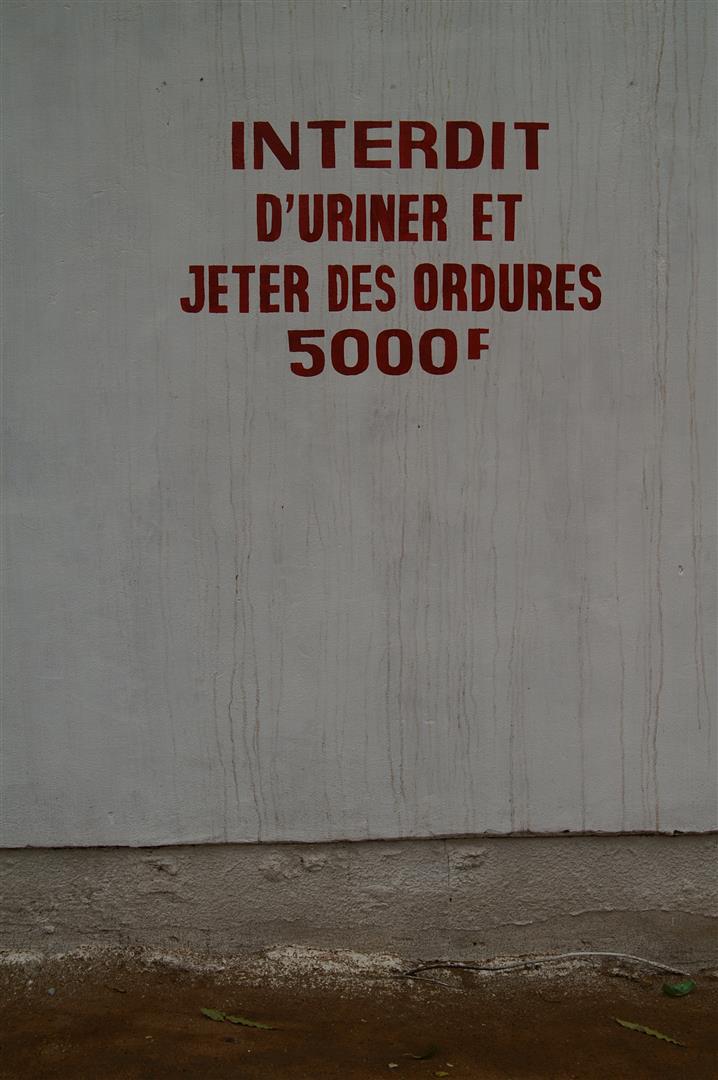 INTERDIT
D'URINER ET
JETER DES ORDURES
5000F